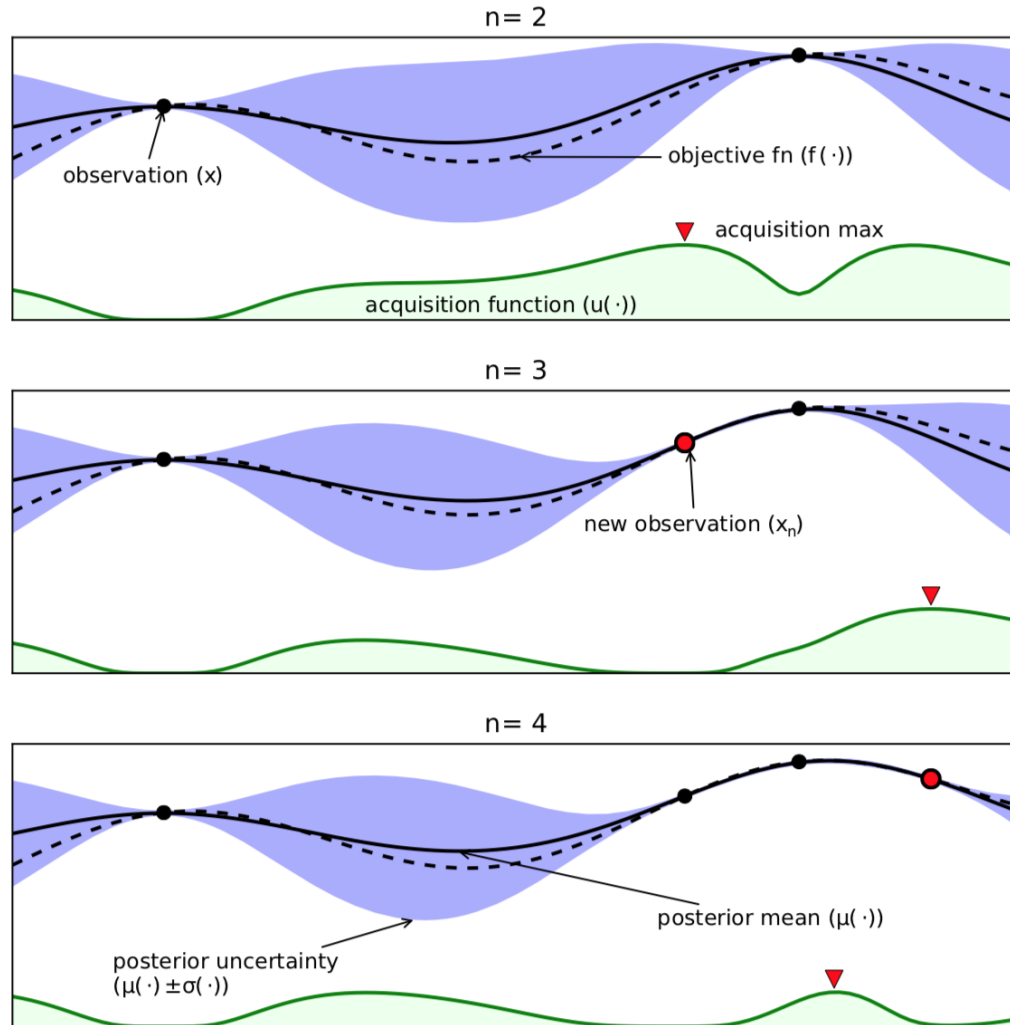 n= 2
observation (x)
objective fn (f(·))
acquisition max
acquisition function (u(·))
n= 3
new observation (xₙ)
n= 4
posterior mean (μ(·))
posterior uncertainty
(μ(·) ±σ(·))